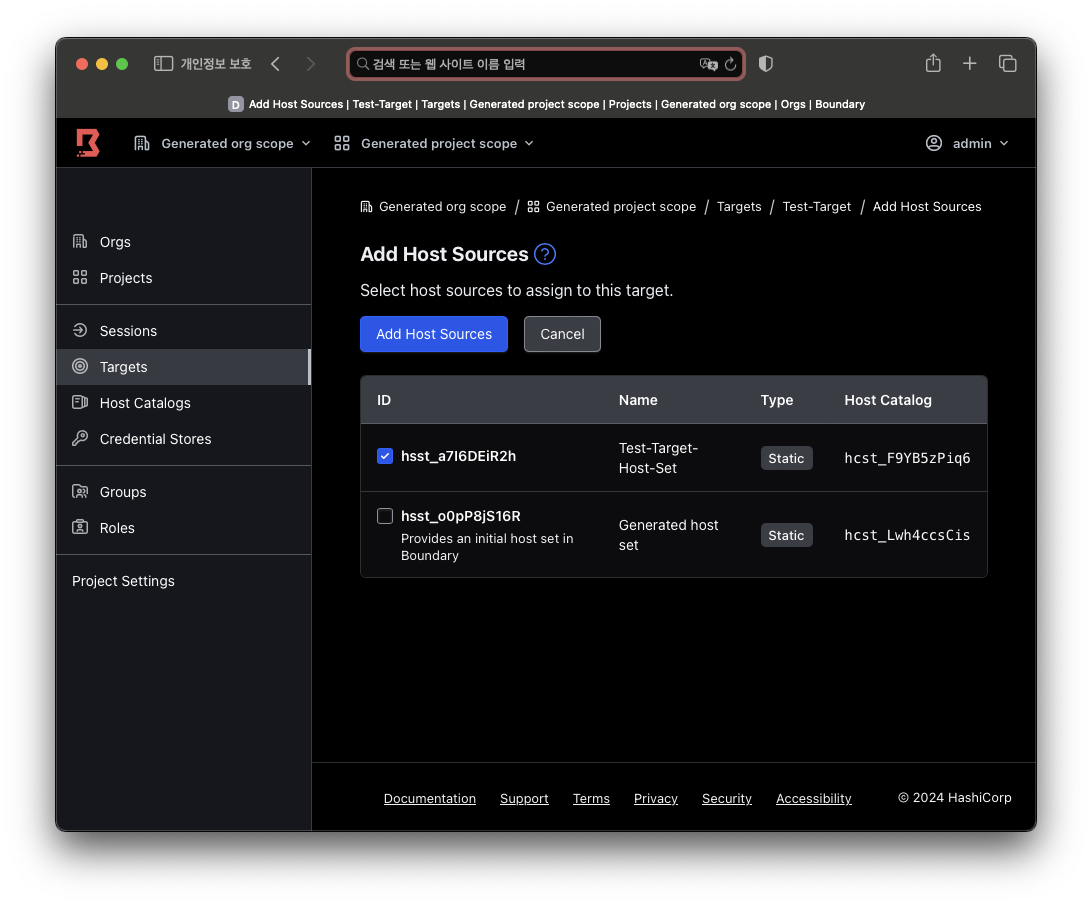 개인정보 보호
검색 또는 웹 사이트 이름 입력
D Add Host Sources | Test-Target | Targets | Generated project scope | Projects | Generated org scope | Orgs | Boundary
Generated org scope
Generated project scope
admin
Orgs
Projects
Sessions
Targets
Host Catalogs
Credential Stores
Groups
Roles
Project Settings
Generated org scope / Generated project scope / Targets / Test-Target / Add Host Sources
Add Host Sources ?
Select host sources to assign to this target.
Add Host Sources
Cancel
ID Name Type Host Catalog
hsst_a7I6DEiR2h
Test-Target-
Host-Set
Static
hcst_F9YB5zPiq6
hsst_o0pP8jS16R
Provides an initial host set in
Boundary
Generated host
set
Static
hcst_Lwh4ccsCis
Documentation Support Terms Privacy Security Accessibility © 2024 HashiCorp